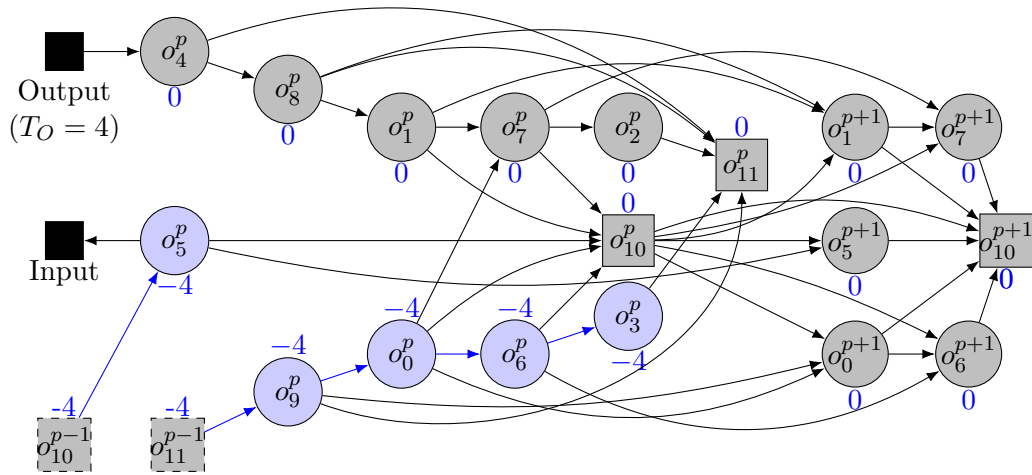 o_4^p
0
Output
(T_O = 4)
o_8^p
0
o_1^p
0
o_7^p
0
o_2^p
0
o_11^p
o_1^{p+1}
0
o_7^{p+1}
0
Input
o_5^p
−4
0
o_10^p
o_5^{p+1}
0
o_10^{p+1}
0
−4
o_9^p
−4
o_0^p
−4
o_6^p
o_3^p
−4
o_0^{p+1}
0
o_6^{p+1}
0
-4
o_10^{p−1}
-4
o_11^{p−1}